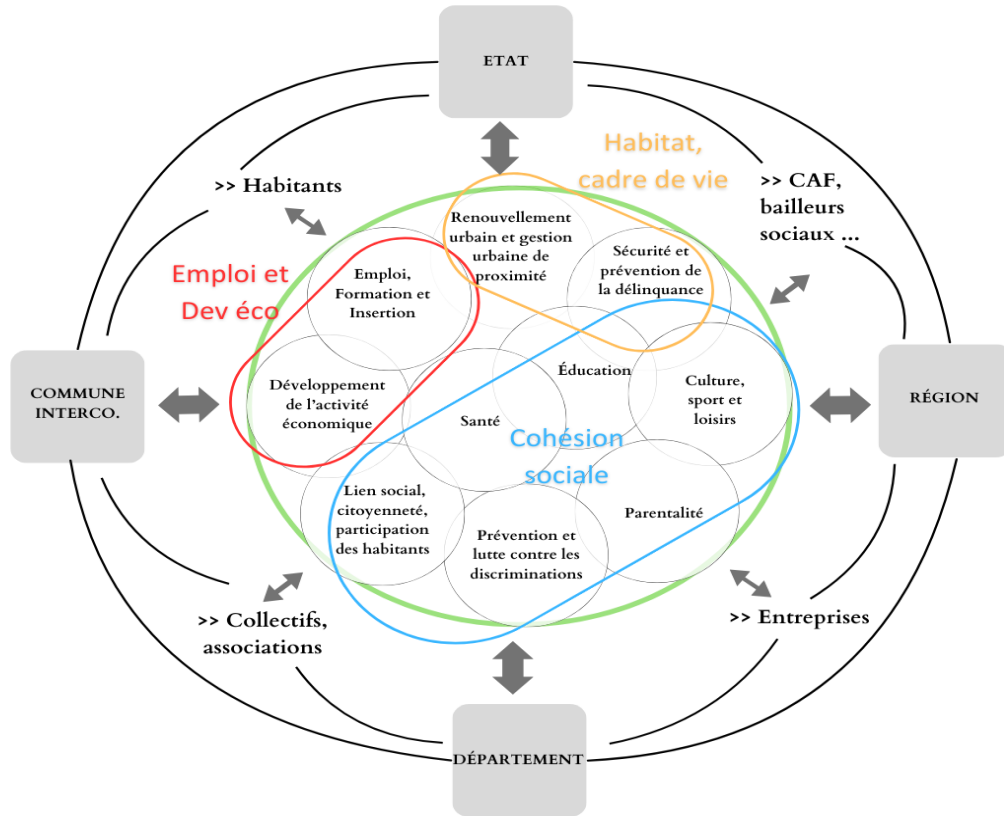 ETAT
Habitat,
cadre de vie
>> Habitants
>> CAF,
bailleurs
sociaux ...
Renouvellement
urbain et gestion
urbaine de
proximité
Sécurité et
prévention de
la délinquance
Emploi et
Dev éco
Emploi,
Formation et
Insertion
COMMUNE
INTERCO.
Développement
de l'activité
économique
Santé
Éducation
Culture,
sport et
loisirs
RÉGION
Cohésion
sociale
Lien social,
citoyenneté,
participation
des habitants
Prévention et
lutte contre les
discriminations
Parentalité
>> Collectifs,
associations
>> Entreprises
DÉPARTEMENT